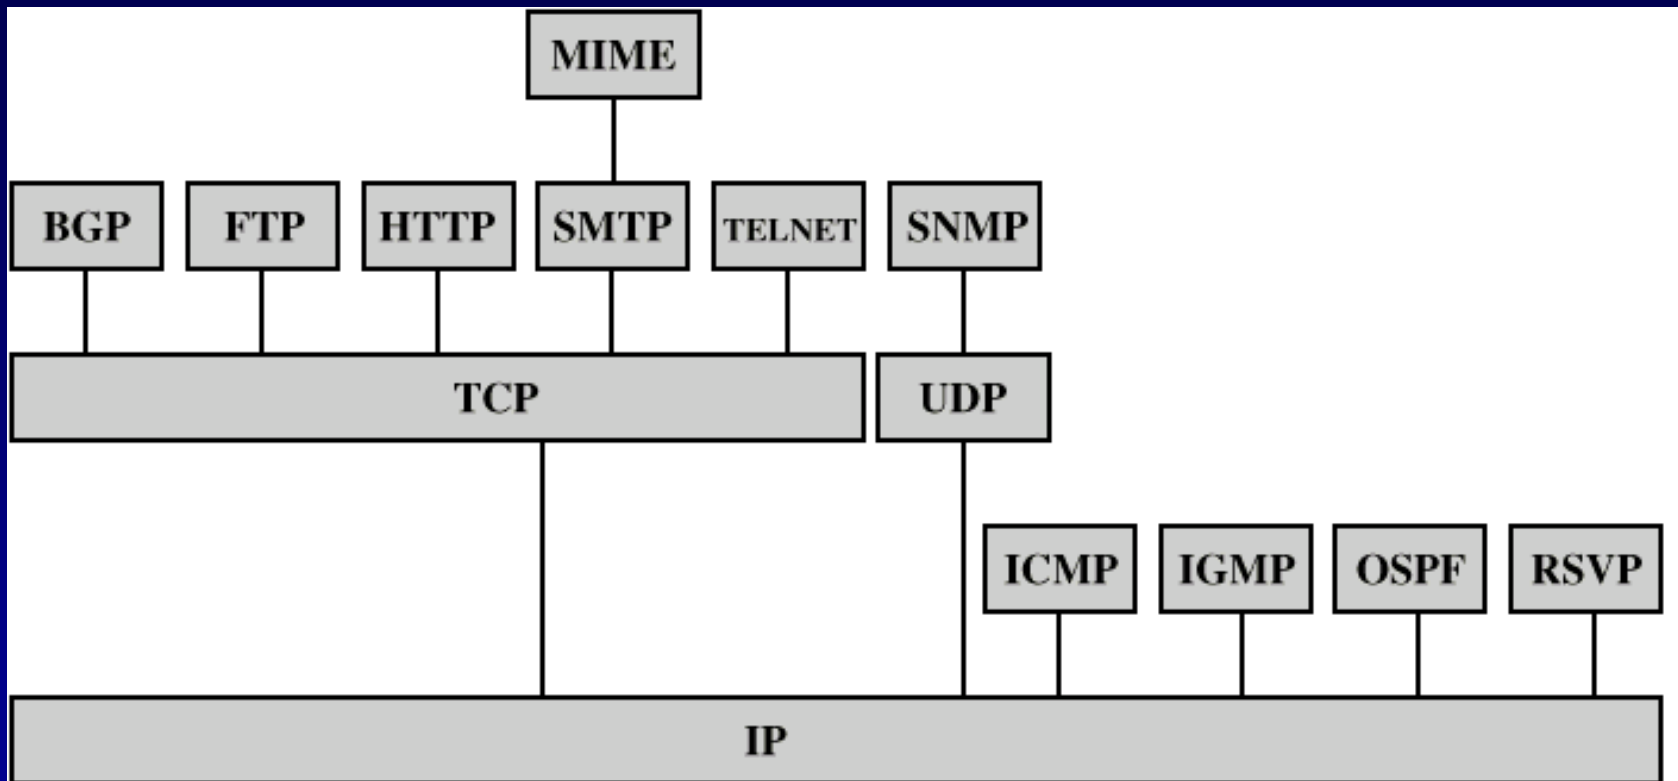 MIME
BGP FTP HTTP SMTP TELNET SNMP
TCP UDP
ICMP IGMP OSPF RSVP
IP